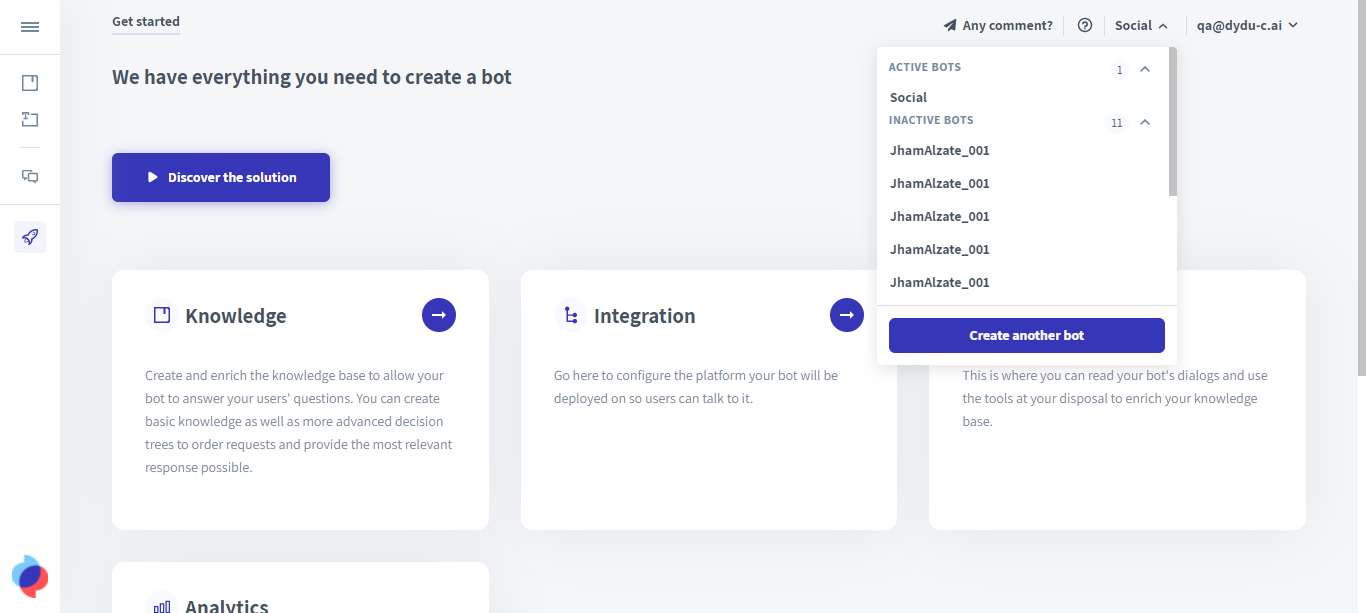 Get started
Any comment?
Social
qa@dydu-c.ai
We have everything you need to create a bot
Discover the solution
ACTIVE BOTS
1
Social
INACTIVE BOTS
11
JhamAlzate_001
JhamAlzate_001
JhamAlzate_001
JhamAlzate_001
JhamAlzate_001
Create another bot
Knowledge
Create and enrich the knowledge base to allow your
bot to answer your users' questions. You can create
basic knowledge as well as more advanced decision
trees to order requests and provide the most relevant
response possible.
Integration
Go here to configure the platform your bot will be
deployed on so users can talk to it.
This is where you can read your bot's dialogs and use
the tools at your disposal to enrich your knowledge
base.
Analytics